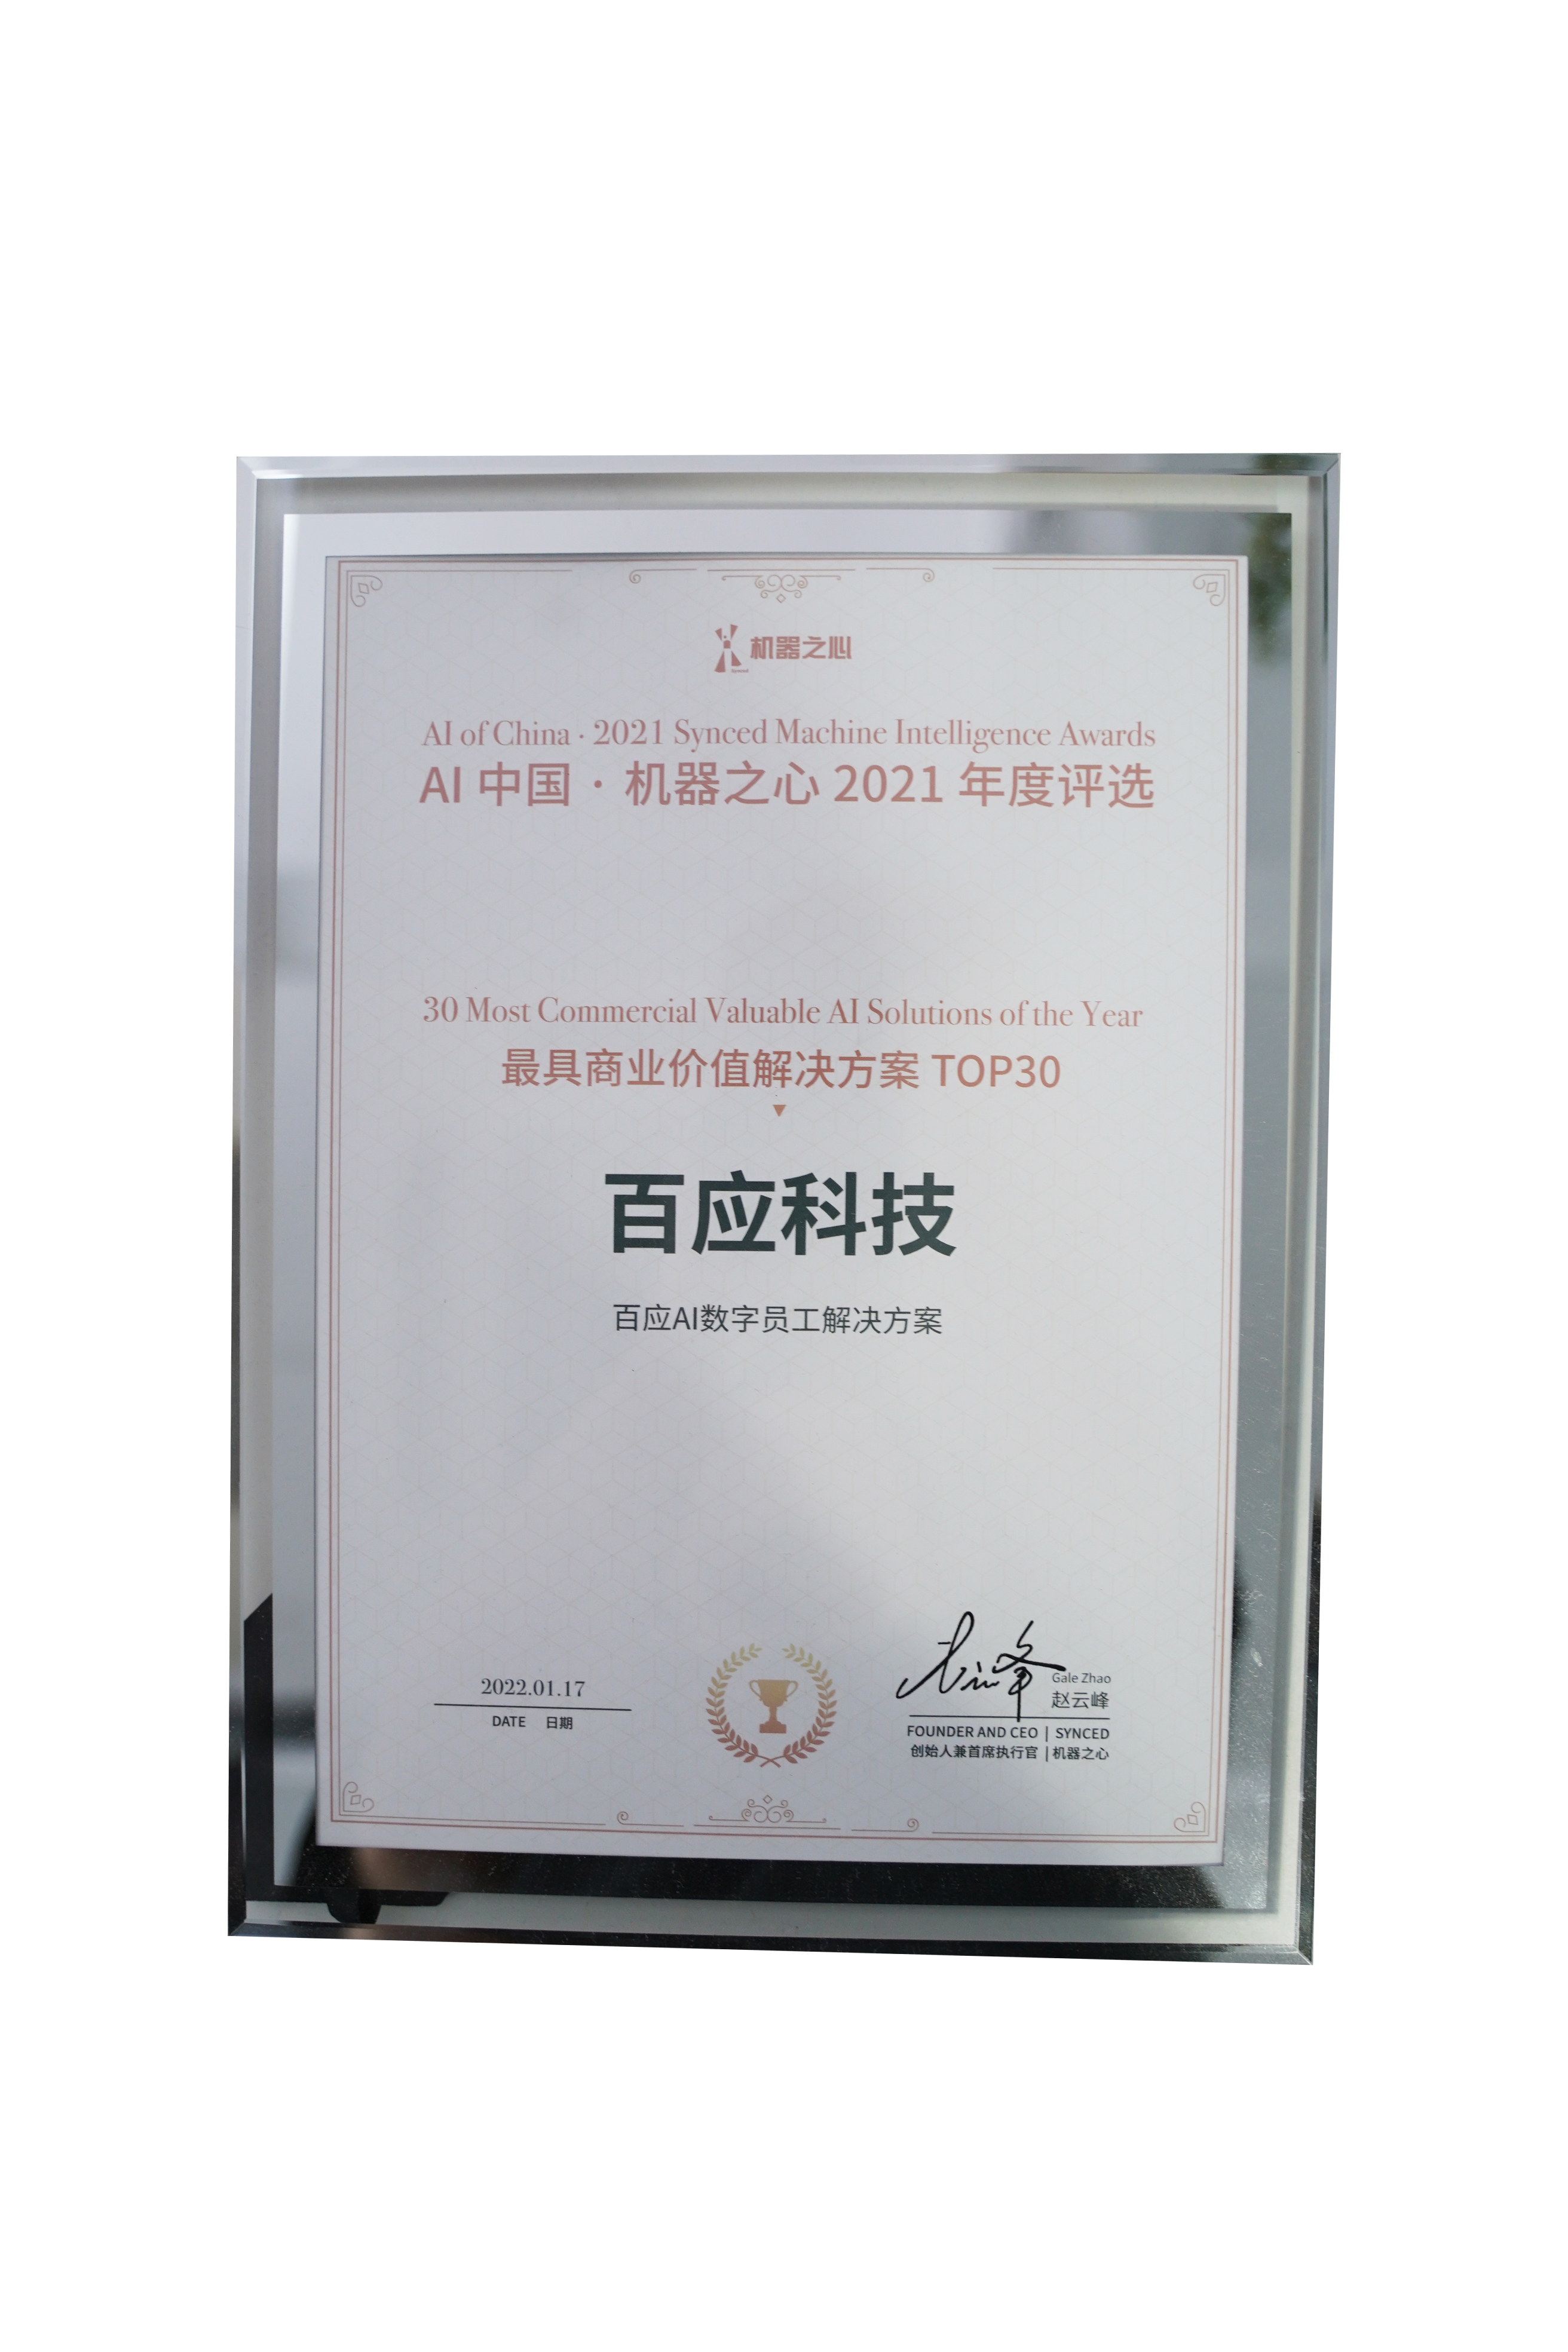 机器之心
Synced
AI of China · 2021 Synced Machine Intelligence Awards
AI 中国 · 机器之心 2021 年度评选
30 Most Commercial Valuable AI Solutions of the Year
最具商业价值解决方案 TOP30
百应科技
百应AI数字员工解决方案
2022.01.17
DATE 日期
Gale Zhao
赵云峰
FOUNDER AND CEO | SYNCED
创始人兼首席执行官 | 机器之心